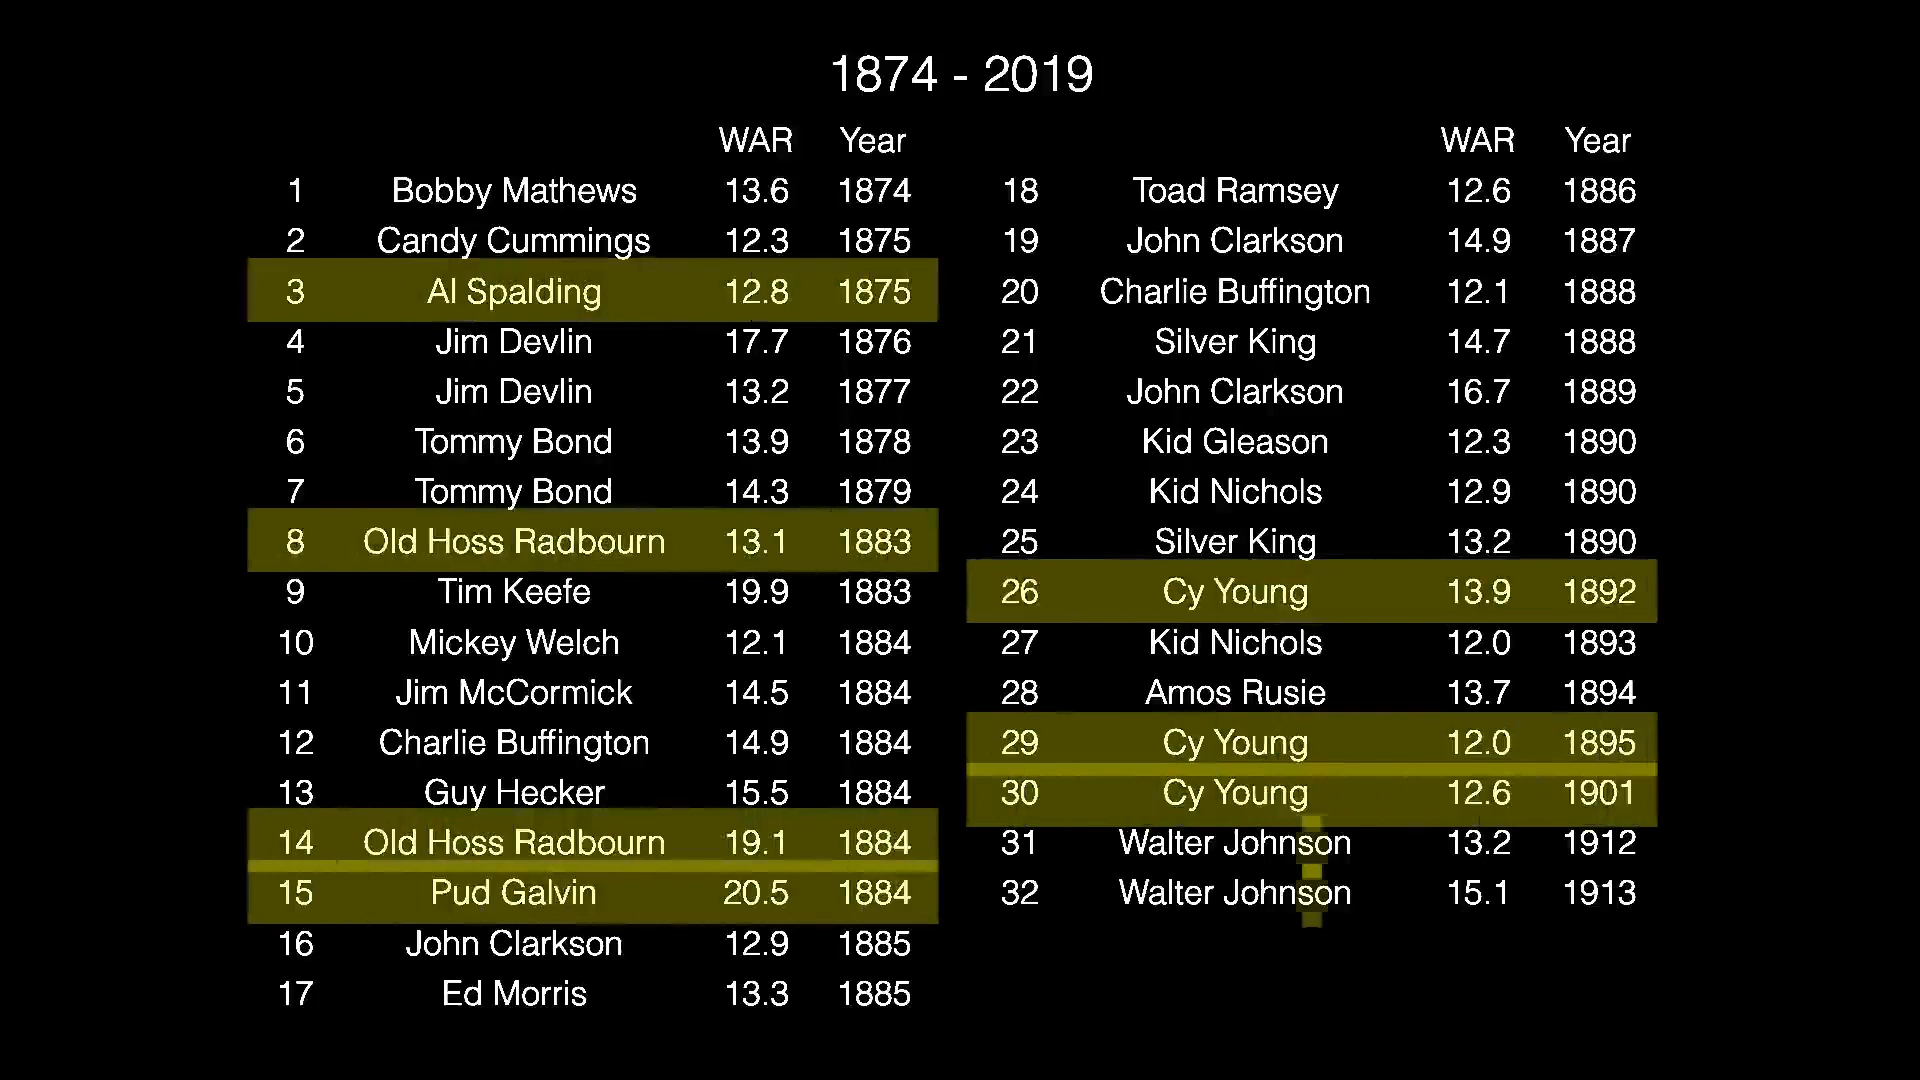 1874 - 2019
WAR Year
1 Bobby Mathews 13.6 1874
2 Candy Cummings 12.3 1875
3 Al Spalding 12.8 1875
4 Jim Devlin 17.7 1876
5 Jim Devlin 13.2 1877
6 Tommy Bond 13.9 1878
7 Tommy Bond 14.3 1879
8 Old Hoss Radbourn 13.1 1883
9 Tim Keefe 19.9 1883
10 Mickey Welch 12.1 1884
11 Jim McCormick 14.5 1884
12 Charlie Buffington 14.9 1884
13 Guy Hecker 15.5 1884
14 Old Hoss Radbourn 19.1 1884
15 Pud Galvin 20.5 1884
16 John Clarkson 12.9 1885
17 Ed Morris 13.3 1885
WAR Year
18 Toad Ramsey 12.6 1886
19 John Clarkson 14.9 1887
20 Charlie Buffington 12.1 1888
21 Silver King 14.7 1888
22 John Clarkson 16.7 1889
23 Kid Gleason 12.3 1890
24 Kid Nichols 12.9 1890
25 Silver King 13.2 1890
26 Cy Young 13.9 1892
27 Kid Nichols 12.0 1893
28 Amos Rusie 13.7 1894
29 Cy Young 12.0 1895
30 Cy Young 12.6 1901
31 Walter Johnson 13.2 1912
32 Walter Johnson 15.1 1913